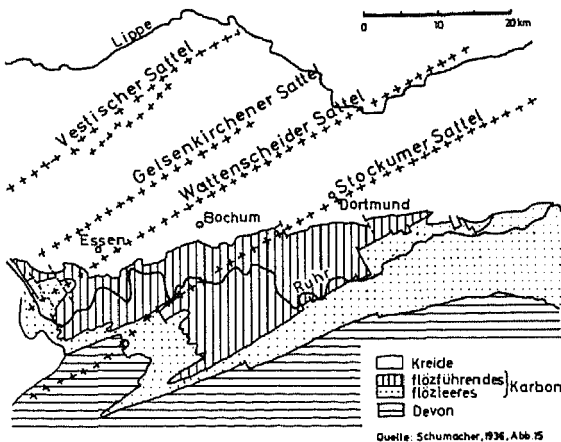 0 10 20 km
Lippe
Vestischer Sattel
Gelsenkirchener Sattel
Wattenscheider Sattel
Stockumer Sattel
Dortmund
Bochum
Essen
Ruhr
Kreide
flözführendes
flözleeres
Karbon
Devon
Quelle: Schumacher, 1936, Abb. 15